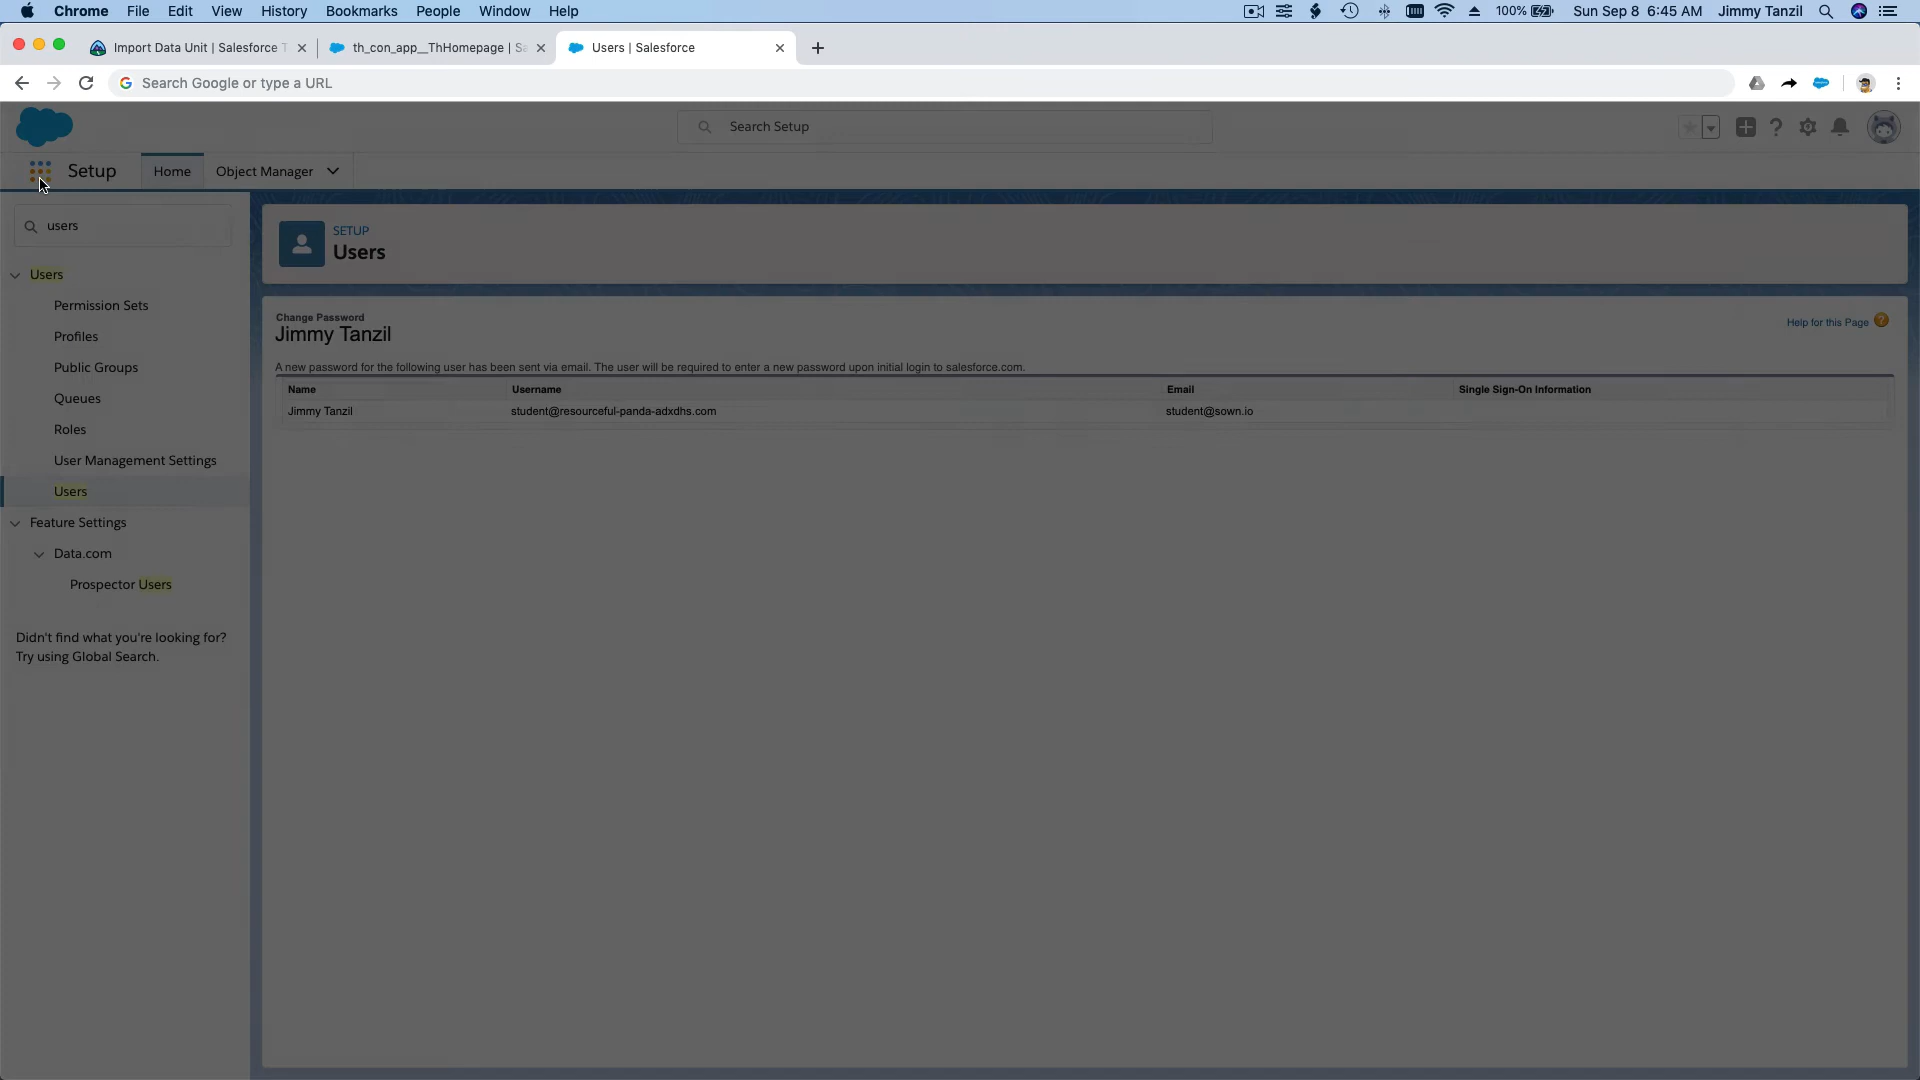 Chrome File Edit View History Bookmarks People Window Help 100% Sun Sep 8 6:45 AM Jimmy Tanzil
Import Data Unit | Salesforce T
th_con_app__ThHomepage | Sa
Users | Salesforce
Search Google or type a URL
Search Setup
Setup Home Object Manager
users
Users
Permission Sets
Profiles
Public Groups
Queues
Roles
User Management Settings
Users
Feature Settings
Data.com
Prospector Users
Didn't find what you're looking for?
Try using Global Search.
SETUP
Users
Change Password
Jimmy Tanzil
Help for this Page
A new password for the following user has been sent via email. The user will be required to enter a new password upon initial login to salesforce.com.
Name Username Email Single Sign-On Information
Jimmy Tanzil student@resourceful-panda-adxdhs.com student@sown.io